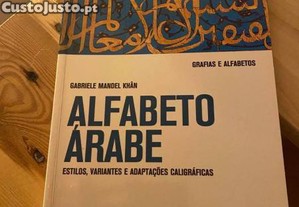 CustoJusto.pt
GRAFIAS E ALFABETOS
GABRIELE MANDEL KHÂN
ALFABETO
ÁRABE
ESTILOS, VARIANTES E ADAPTAÇÕES CALIGRÁFICAS